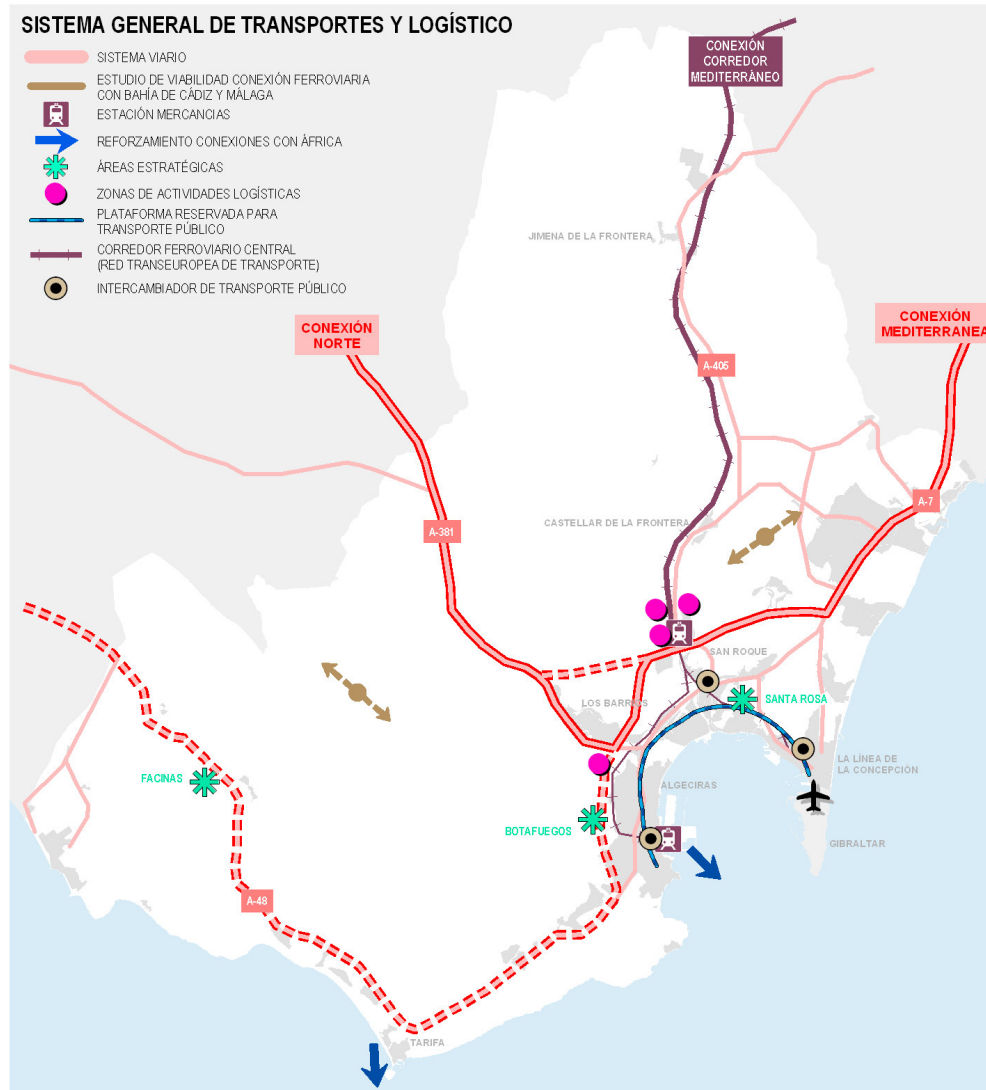 SISTEMA GENERAL DE TRANSPORTES Y LOGÍSTICO
SISTEMA VIARIO
ESTUDIO DE VIABILIDAD CONEXIÓN FERROVIARIA
CON BAHÍA DE CÁDIZ Y MÁLAGA
ESTACIÓN MERCANCIAS
REFORZAMIENTO CONEXIONES CON ÁFRICA
ÁREAS ESTRATÉGICAS
ZONAS DE ACTIVIDADES LOGÍSTICAS
PLATAFORMA RESERVADA PARA
TRANSPORTE PÚBLICO
CORREDOR FERROVIARIO CENTRAL
(RED TRANSEUROPEA DE TRANSPORTE)
INTERCAMBIADOR DE TRANSPORTE PÚBLICO
CONEXIÓN
CORREDOR
MEDITERRÁNEO
JIMENA DE LA FRONTERA
CONEXIÓN
NORTE
CONEXIÓN
MEDITERRANEA
A-405
A-7
CASTELLAR DE LA FRONTERA
A-381
SAN ROQUE
LOS BARRIOS
SANTA ROSA
LA LÍNEA DE
LA CONCEPCIÓN
FACINAS
ALGECIRAS
BOTAFUEGOS
GIBRALTAR
A-48
TARIFA